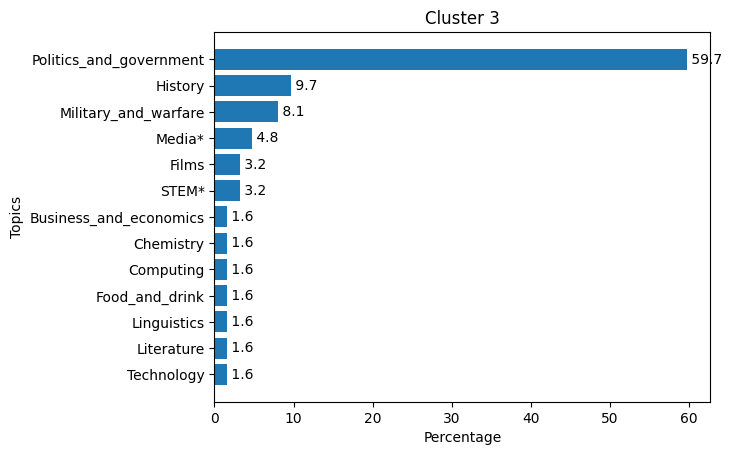 Cluster 3
Topics
Politics_and_government 59.7
History 9.7
Military_and_warfare 8.1
Media* 4.8
Films 3.2
STEM* 3.2
Business_and_economics 1.6
Chemistry 1.6
Computing 1.6
Food_and_drink 1.6
Linguistics 1.6
Literature 1.6
Technology 1.6
0 10 20 30 40 50 60
Percentage